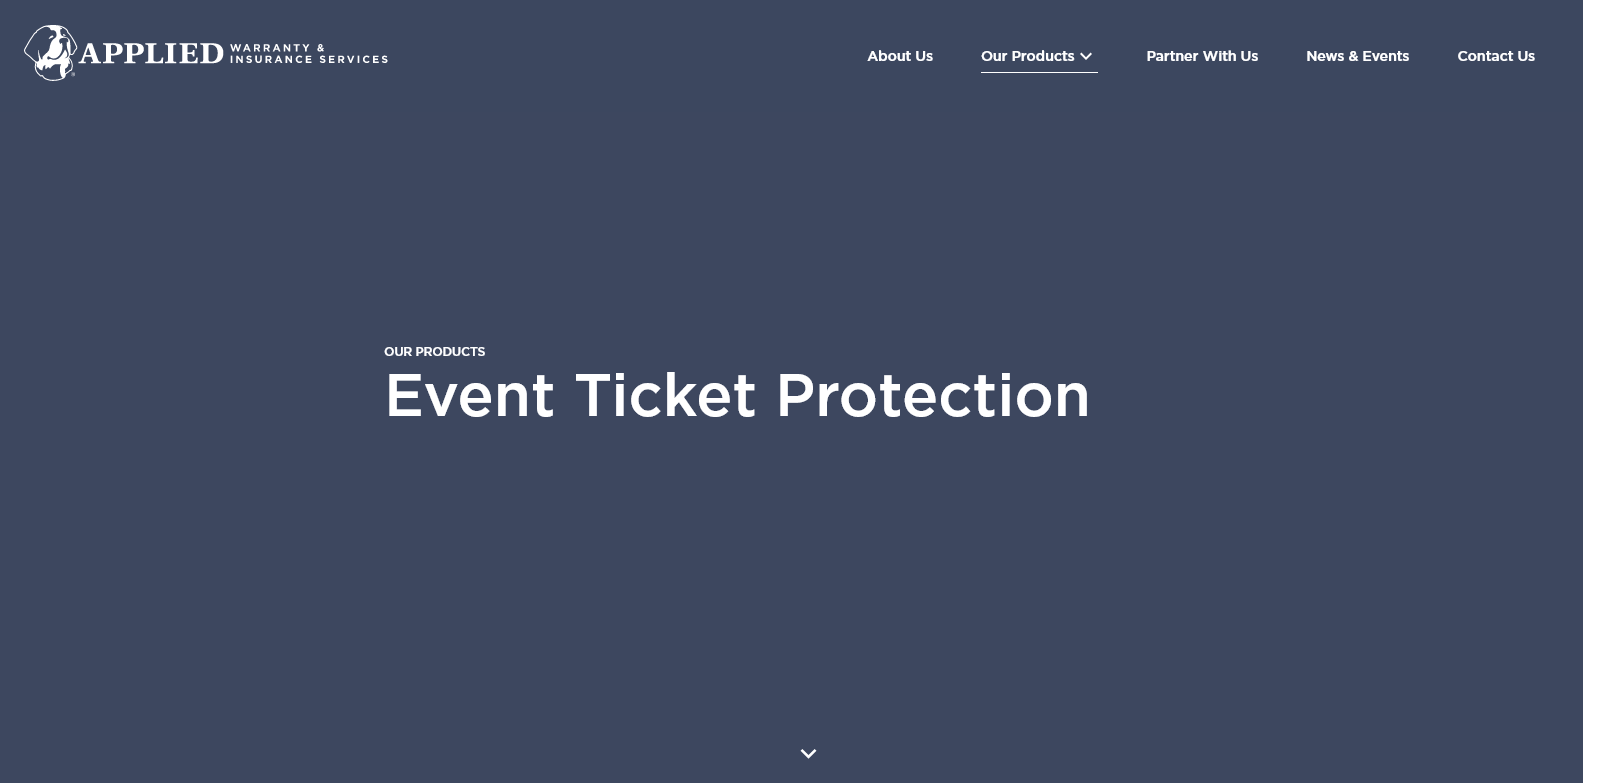 APPLIED WARRANTY &
INSURANCE SERVICES
About Us
Our Products
Partner With Us
News & Events
Contact Us
OUR PRODUCTS
Event Ticket Protection